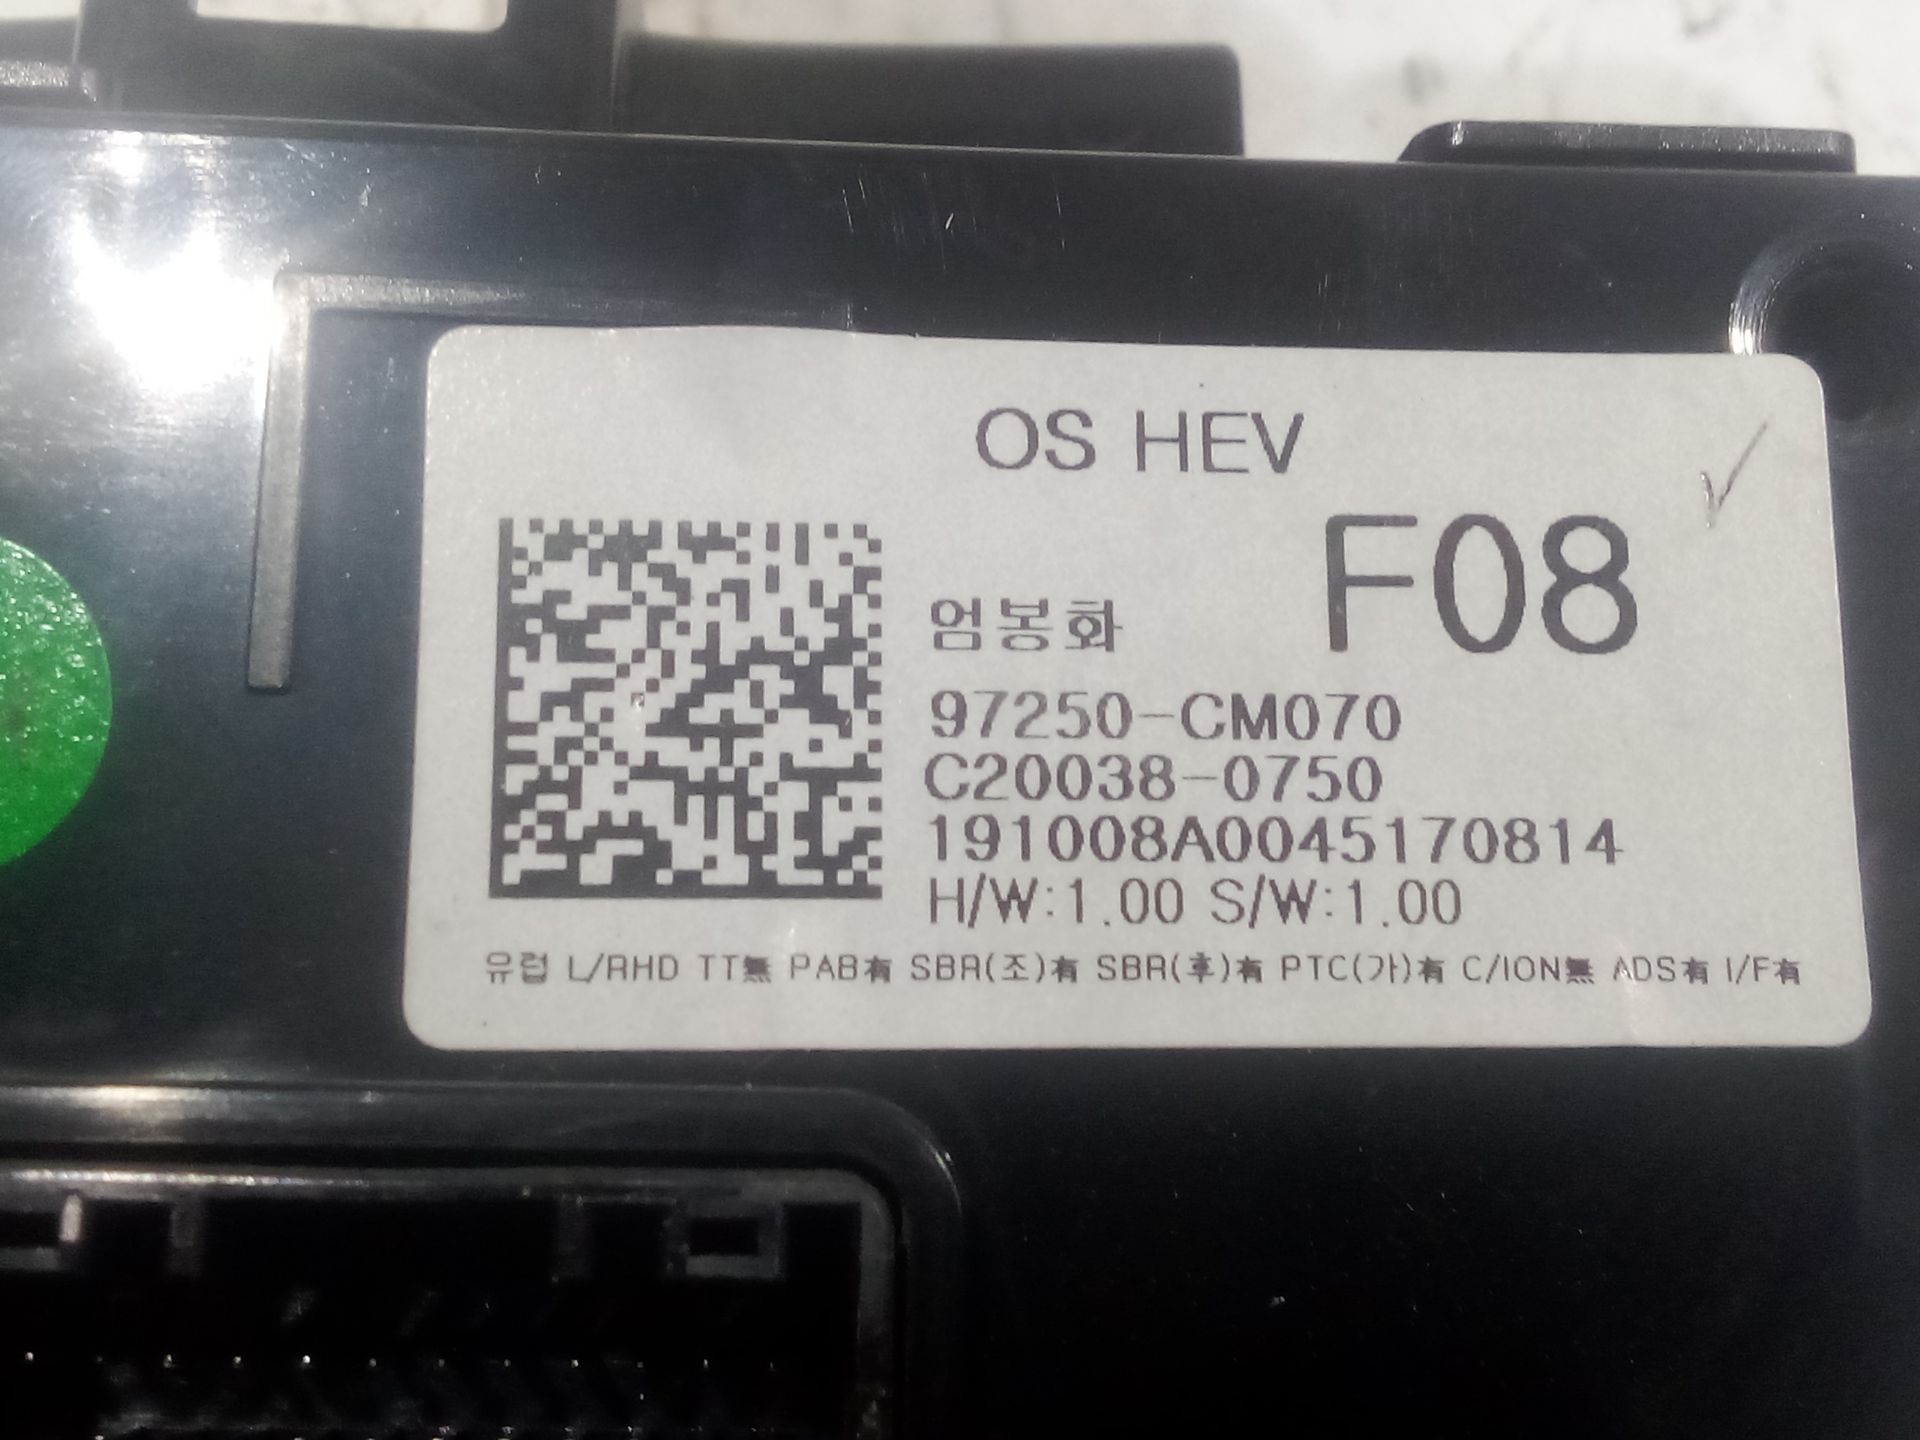 OS HEV
F08
엄봉화
97250-CM070
C20038-0750
191008A0045170814
H/W:1.00 S/W:1.00
유럽 L/RHD TT無 PAB有 SBR(조)有 SBR(후)有 PTC(가)有 C/ION無 ADS有 I/F有